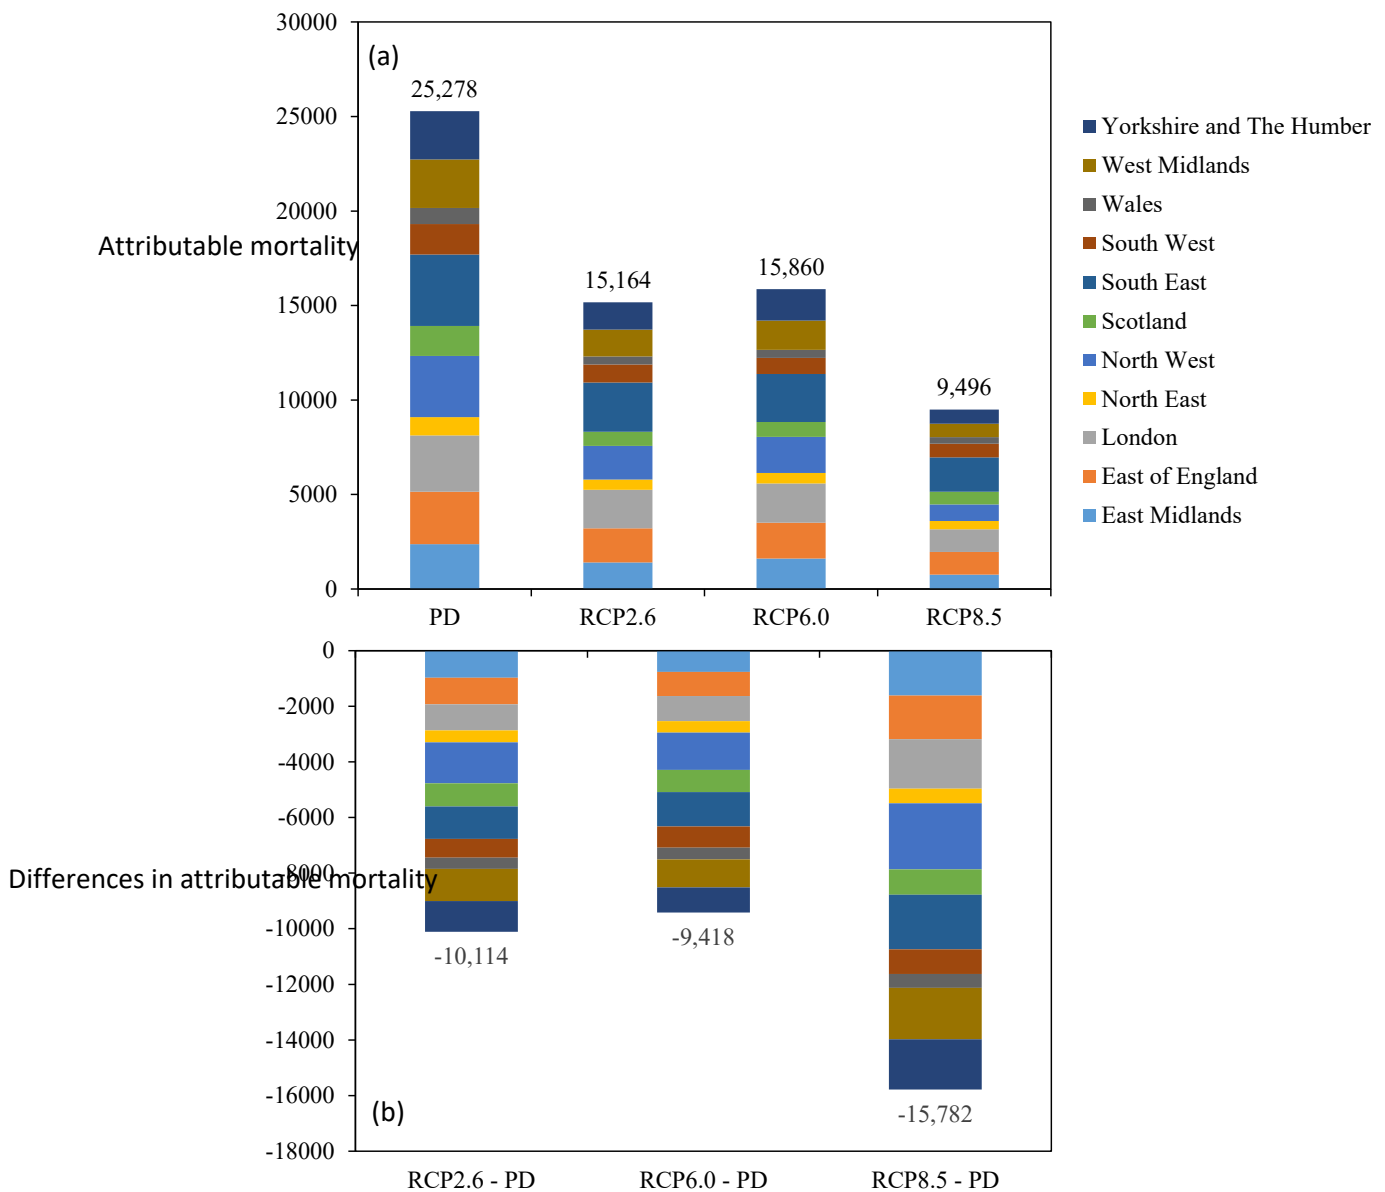 30000
(a)
25,278
25000
20000
Attributable mortality
15,164
15,860
15000
10000
9,496
5000
0
PD
RCP2.6
RCP6.0
RCP8.5
Yorkshire and The Humber
West Midlands
Wales
South West
South East
Scotland
North West
North East
London
East of England
East Midlands
0
-2000
-4000
-6000
-8000
Differences in attributable mortality
-10000
-10,114
-9,418
-12000
-14000
-16000
(b)
-15,782
-18000
RCP2.6 - PD
RCP6.0 - PD
RCP8.5 - PD